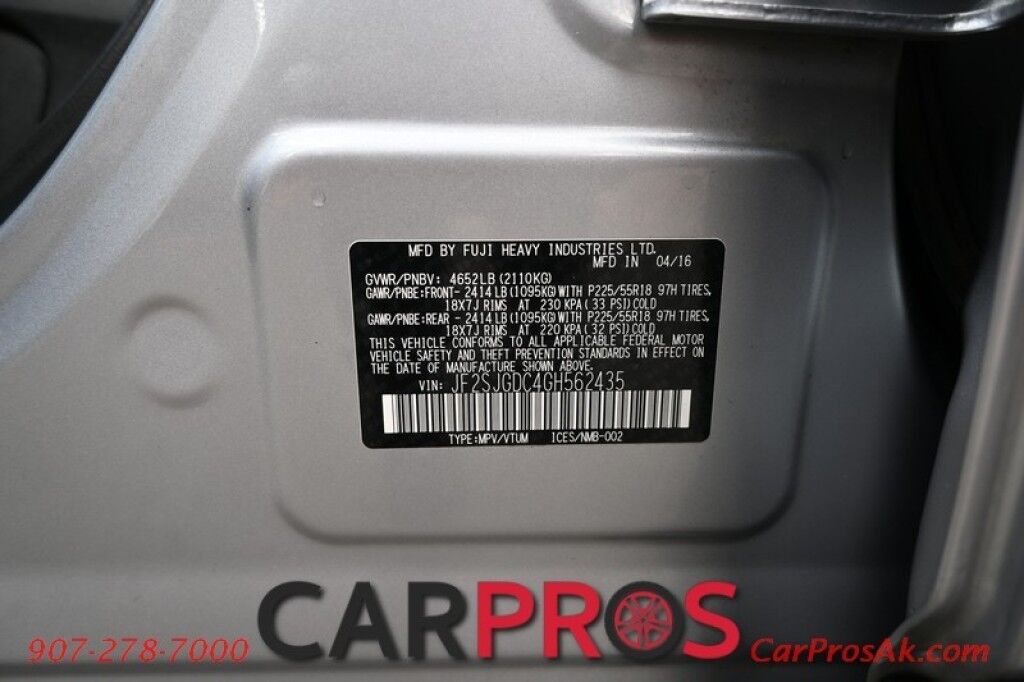 MFD BY FUJI HEAVY INDUSTRIES LTD.
MFD IN 04/16
GVWR/PNBV: 4652LB (2110KG)
GAWR/PNBE: FRONT- 2414 LB (1095KG) WITH P225/55R18 97H TIRES,
18X7J RIMS AT 230 KPA (33 PSI) COLD
GAWR/PNBE: REAR - 2414 LB (1095KG) WITH P225/55R18 97H TIRES,
18X7J RIMS AT 220 KPA (32 PSI) COLD
THIS VEHICLE CONFORMS TO ALL APPLICABLE FEDERAL MOTOR
VEHICLE SAFETY AND THEFT PREVENTION STANDARDS IN EFFECT ON
THE DATE OF MANUFACTURE SHOWN ABOVE.
VIN: JF2SJGDC4GH562435
TYPE:MPV/VTUM ICES/NMB-002
CARPROS
907-278-7000
CarProsAk.com